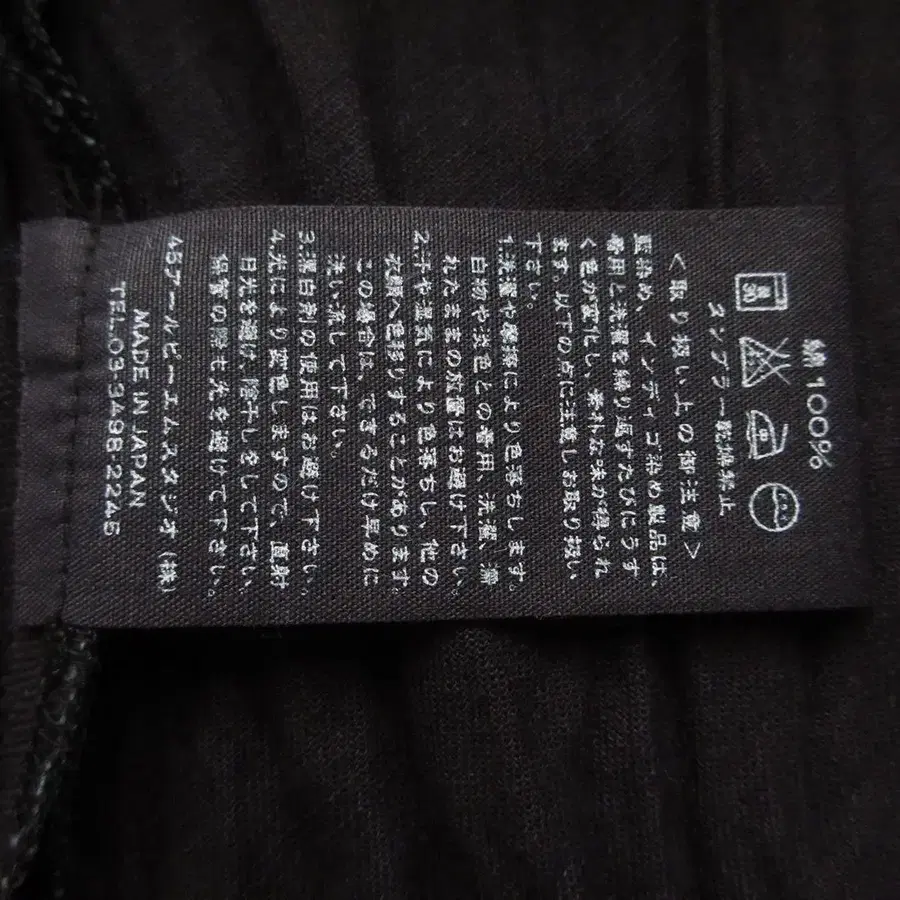 綿 100%
30
タンブラー乾燥禁止
<取り扱い上の御注意>
藍染め、インディゴ染め製品は、
着用と洗濯を繰り返すたびにうす
く色が変化し、素朴な味が得られ
ます。以下の点に注意しお取り扱い
下さい。
1.洗濯や摩擦により色落ちします。
白物や淡色との着用、洗濯、濡
れたままの放置はお避け下さい。
2.汗や湿気により色落ちし、他の
衣類へ色移りすることがあります。
この場合は、できるだけ早めに
洗い流して下さい。
3.漂白剤の使用はお避け下さい。
4.光により変色しますので、直射
日光を避け、陰干しをして下さい。
保管の際も光を避けて下さい。
45アールピーエムスタジオ(株)
MADE IN JAPAN
TEL.03.3498.2245